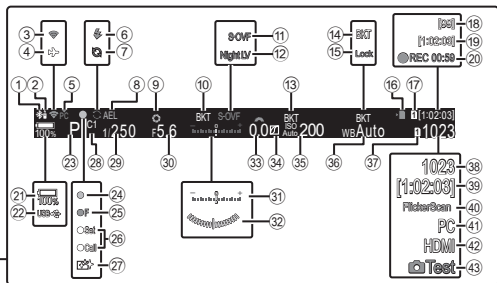 ③ ④
⑥ ⑦
S-OVF ⑪
Night LV ⑫
⑭ BKT
⑮ Lock
[99] ⑱
[1:02:03] ⑲
REC 00:59 ⑳
① ② ⑤ ⑧ ⑨ ⑩ ⑬ ⑯ ⑰
PC AEL BKT S-OVF BKT BKT [1:02:03]
100% P C1 1/250 F5.6 0.0 ISO Auto 200 WB Auto 1023
㉓ ㉘ ㉙ ㉚ ㉝ ㉞ ㉟ ㊱ ㊲
㉑ 100%
㉒ USB
㉔
F ㉕
Sat
Call ㉖
㉗
㉛
㉜
1023 ㊳
[1:02:03] ㊴
FlickerScan ㊵
PC ㊶
HDMI ㊷
Test ㊸